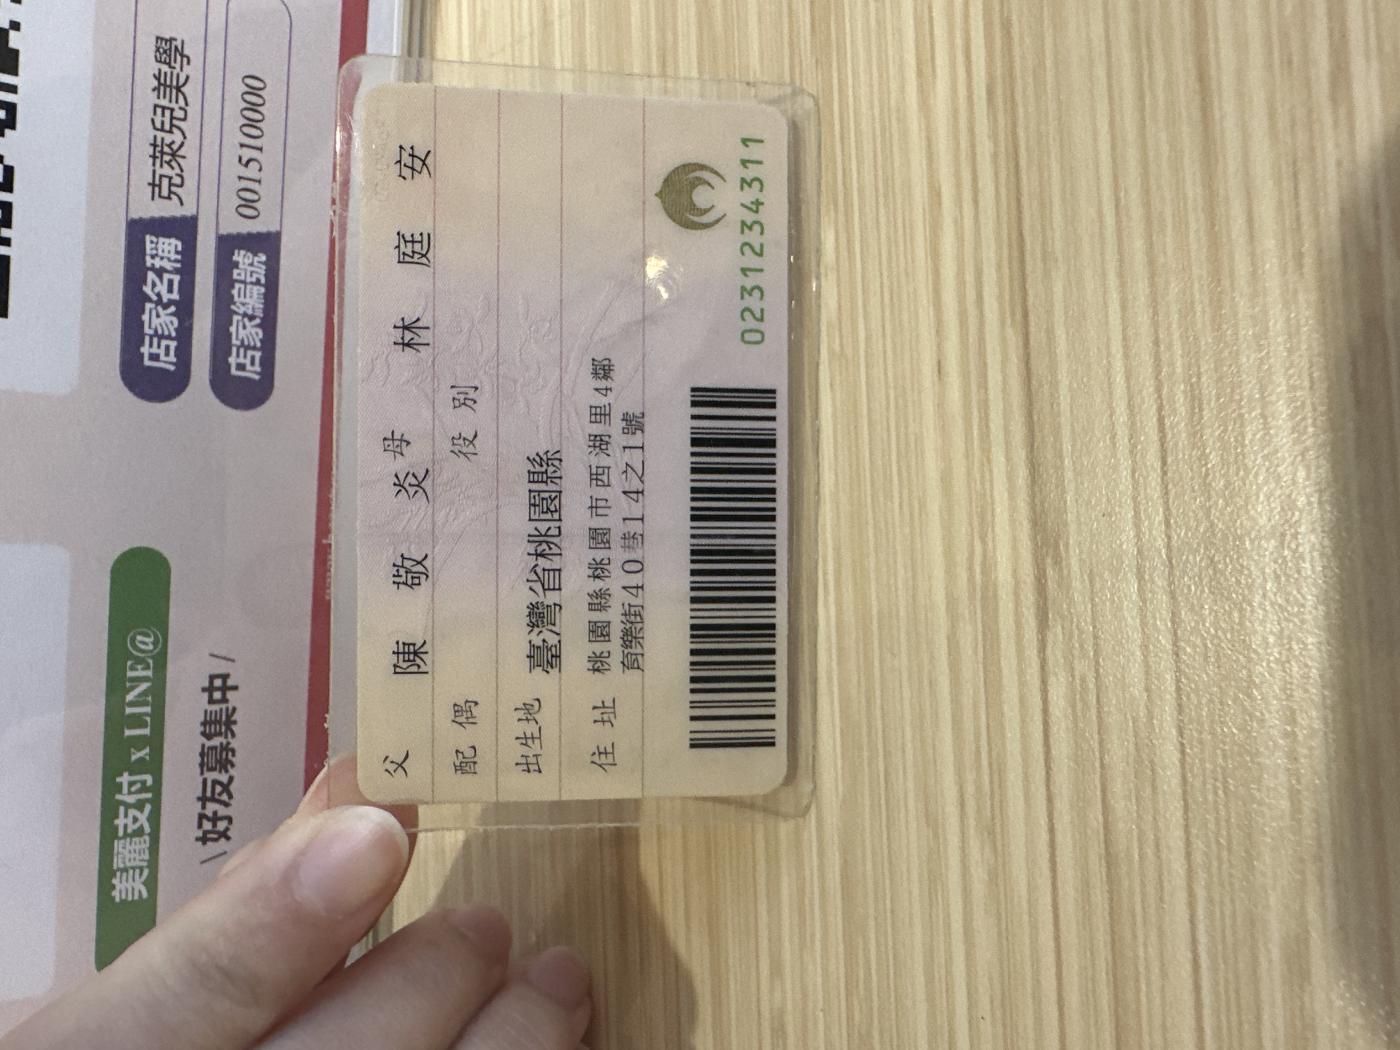 店家名稱 克萊兒美學
店家編號 001510000
美麗支付 x LINE@
\ 好友募集中 /
父 陳敬炎 母 林庭安
配偶 役別
出生地 臺灣省桃園縣
住址 桃園縣桃園市西湖里4鄰
育樂街40巷14之1號
0231234311